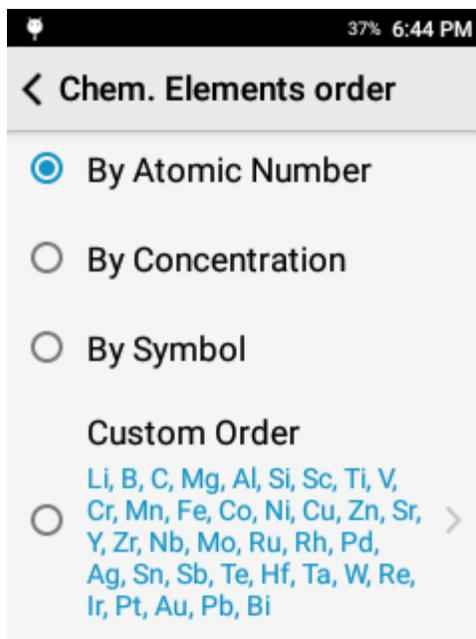 37% 6:44 PM
Chem. Elements order
By Atomic Number
By Concentration
By Symbol
Custom Order
Li, B, C, Mg, Al, Si, Sc, Ti, V,
Cr, Mn, Fe, Co, Ni, Cu, Zn, Sr,
Y, Zr, Nb, Mo, Ru, Rh, Pd,
Ag, Sn, Sb, Te, Hf, Ta, W, Re,
Ir, Pt, Au, Pb, Bi